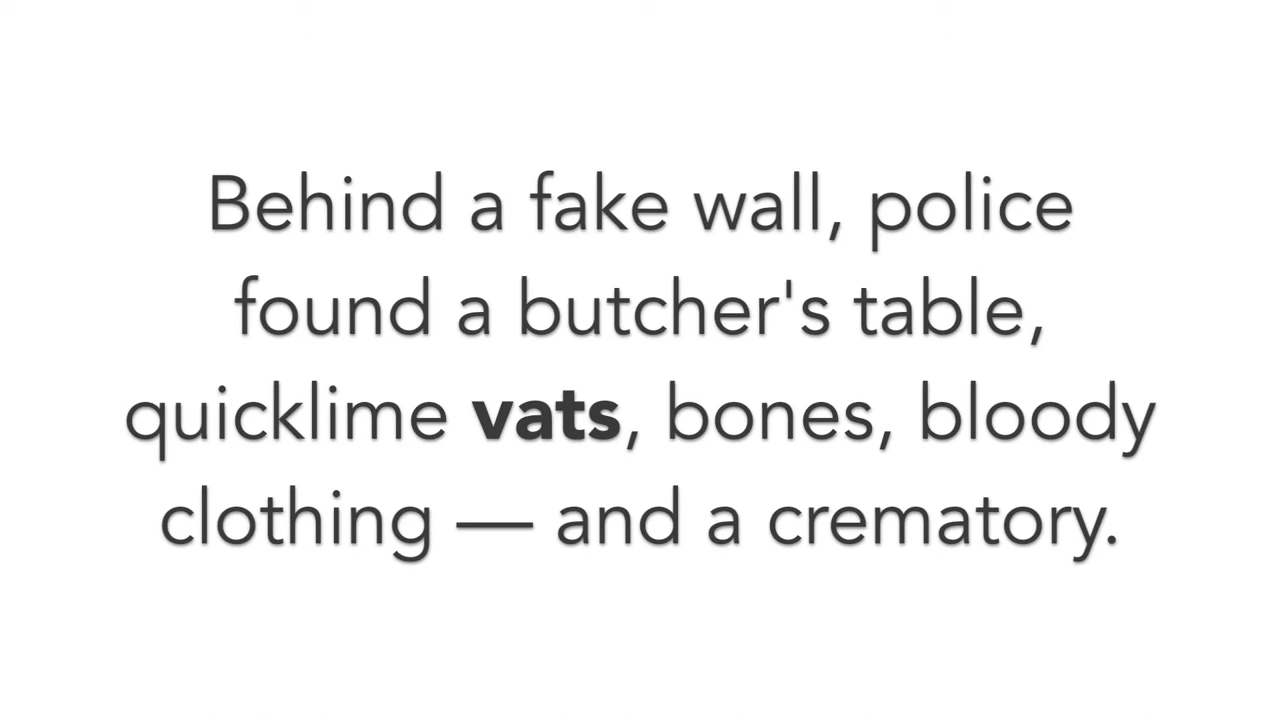 Behind a fake wall, police
found a butcher's table,
quicklime vats, bones, bloody
clothing — and a crematory.